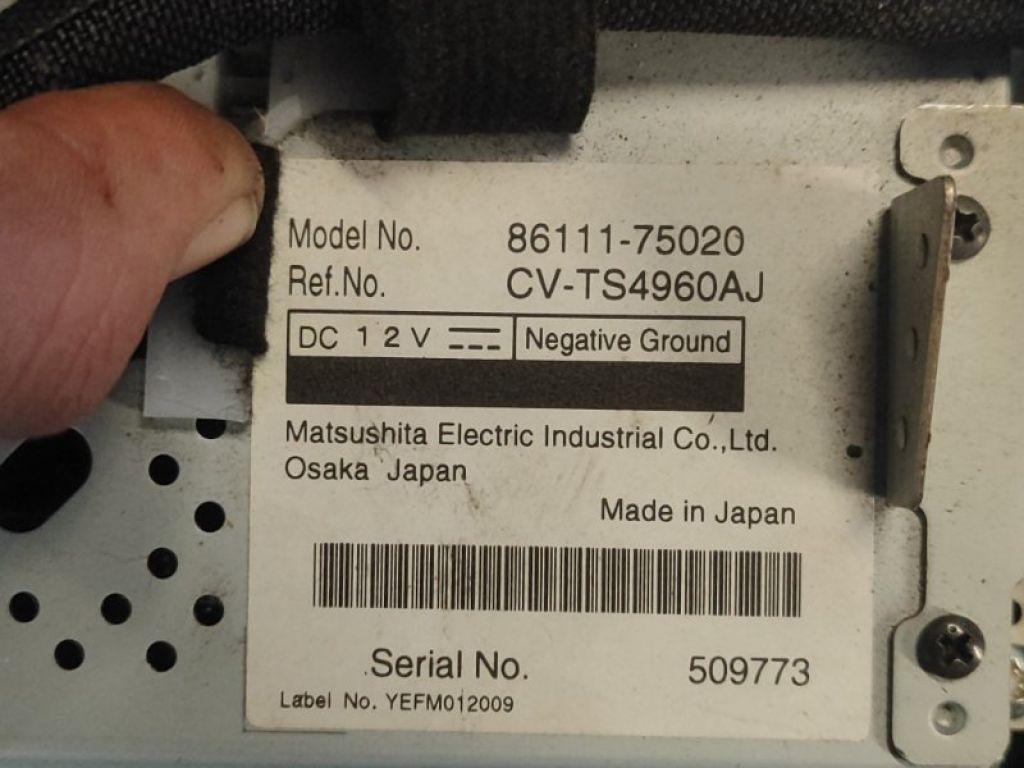 Model No. 86111-75020
Ref.No. CV-TS4960AJ
DC 12V Negative Ground
Matsushita Electric Industrial Co.,Ltd.
Osaka Japan
Made in Japan
Serial No. 509773
Label No. YEFM012009